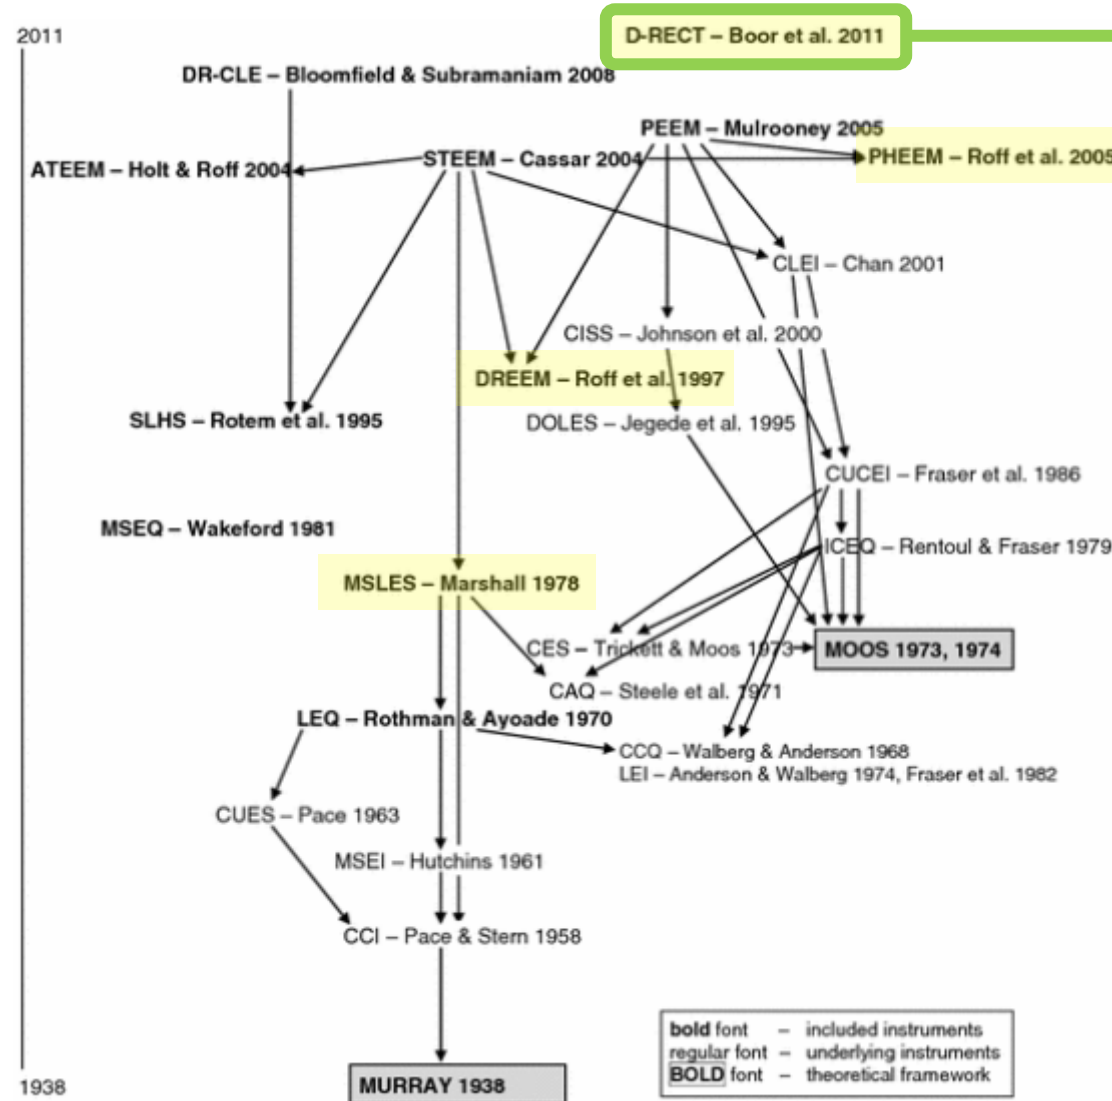 2011
D-RECT – Boor et al. 2011
DR-CLE – Bloomfield & Subramaniam 2008
PEEM – Mulrooney 2005
STEEM – Cassar 2004
PHEEM – Roff et al. 2005
ATEEM – Holt & Roff 2004
CLEI – Chan 2001
CISS – Johnson et al. 2000
DREEM – Roff et al. 1997
SLHS – Rotem et al. 1995
DOLES – Jegede et al. 1995
CUCEI – Fraser et al. 1986
MSEQ – Wakeford 1981
ICEQ – Rentoul & Fraser 1979
MSLES – Marshall 1978
CES – Trickett & Moos 1973
MOOS 1973, 1974
CAQ – Steele et al. 1971
LEQ – Rothman & Ayoade 1970
CCQ – Walberg & Anderson 1968
LEI – Anderson & Walberg 1974, Fraser et al. 1982
CUES – Pace 1963
MSEI – Hutchins 1961
CCI – Pace & Stern 1958
bold font – included instruments
regular font – underlying instruments
BOLD font – theoretical framework
1938
MURRAY 1938